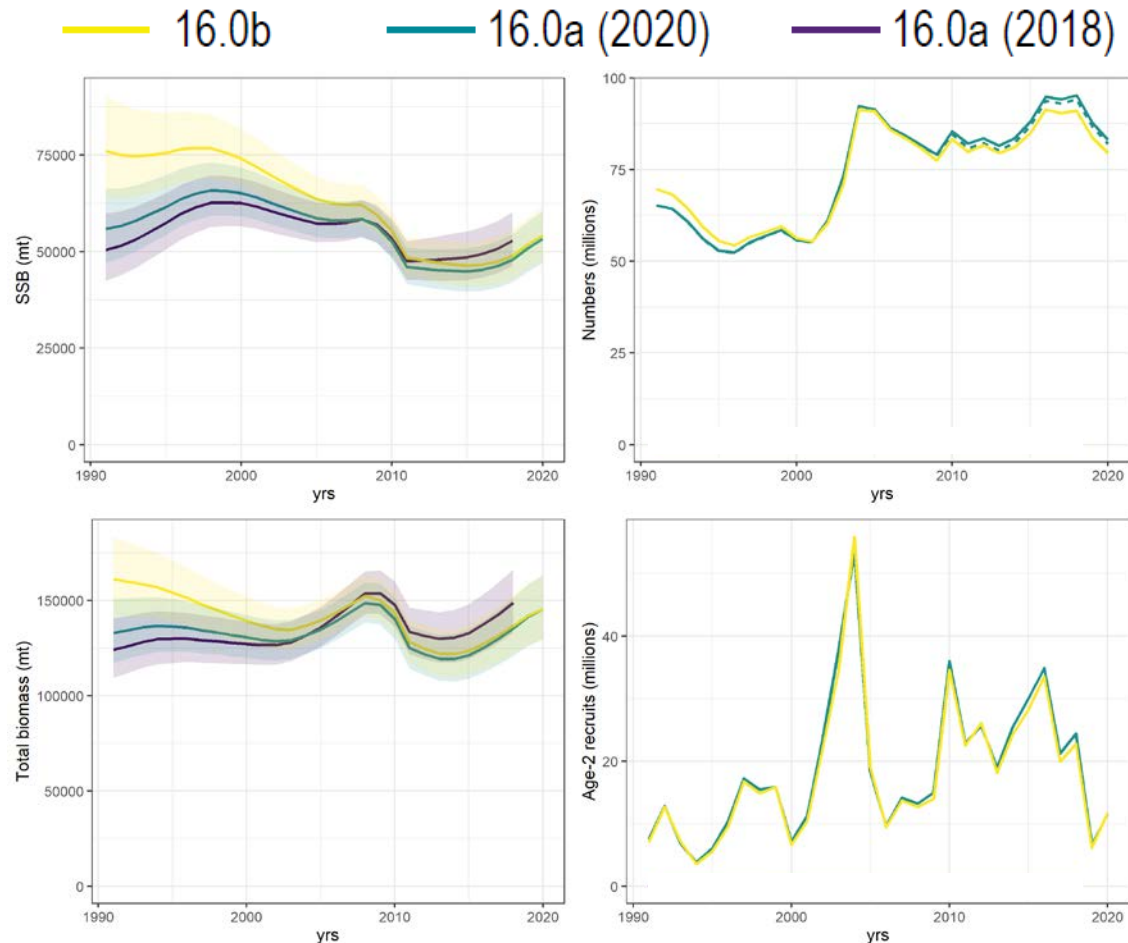 16.0b 16.0a (2020) 16.0a (2018)
SSB (mt)
75000
50000
25000
0
1990 2000 2010 2020
yrs
Numbers (millions)
100
75
50
25
0
1990 2000 2010 2020
yrs
Total biomass (mt)
150000
100000
50000
0
1990 2000 2010 2020
yrs
Age-2 recruits (millions)
40
20
0
1990 2000 2010 2020
yrs